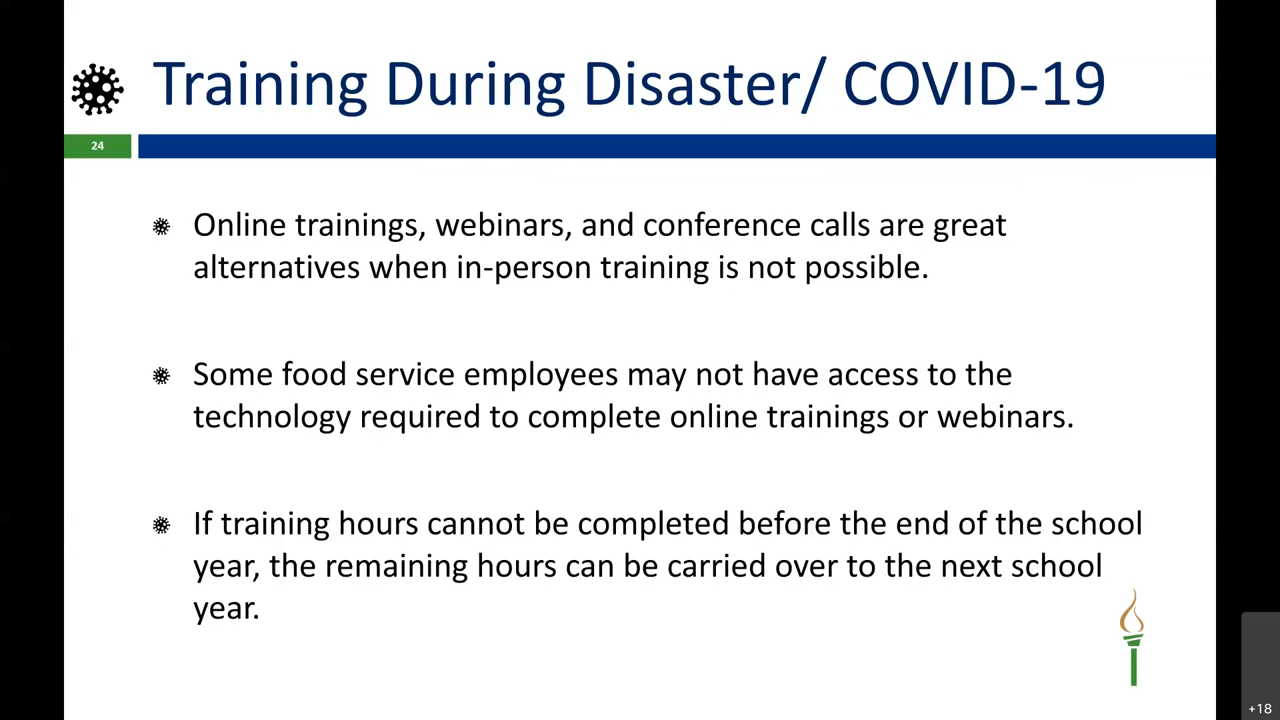 Training During Disaster/ COVID-19
24
Online trainings, webinars, and conference calls are great
alternatives when in-person training is not possible.
Some food service employees may not have access to the
technology required to complete online trainings or webinars.
If training hours cannot be completed before the end of the school
year, the remaining hours can be carried over to the next school
year.
+18